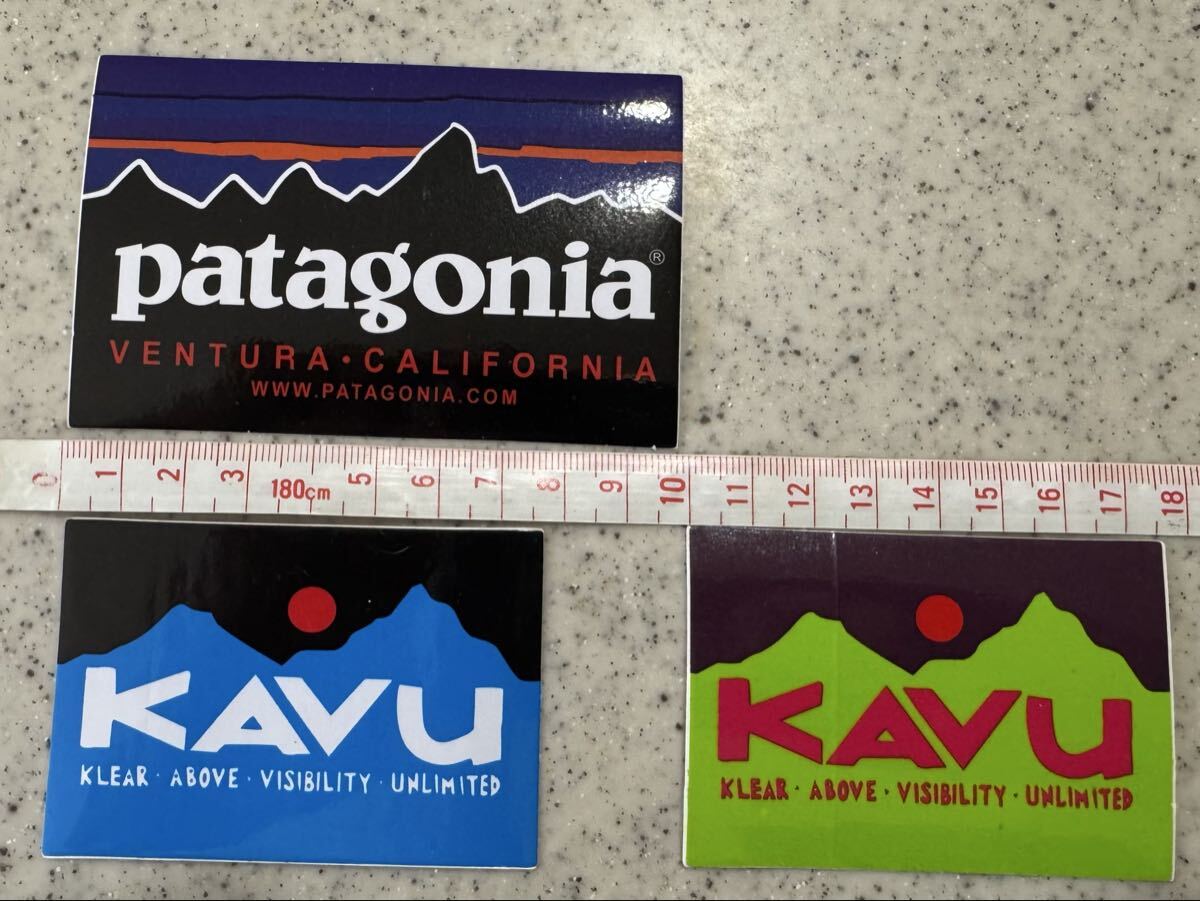 patagonia®
VENTURA · CALIFORNIA
WWW.PATAGONIA.COM
0 1 2 3 180cm 5 6 7 8 9 10 11 12 13 14 15 16 17 18
KAVU
KLEAR · ABOVE · VISIBILITY · UNLIMITED
KAVU
KLEAR · ABOVE · VISIBILITY · UNLIMITED